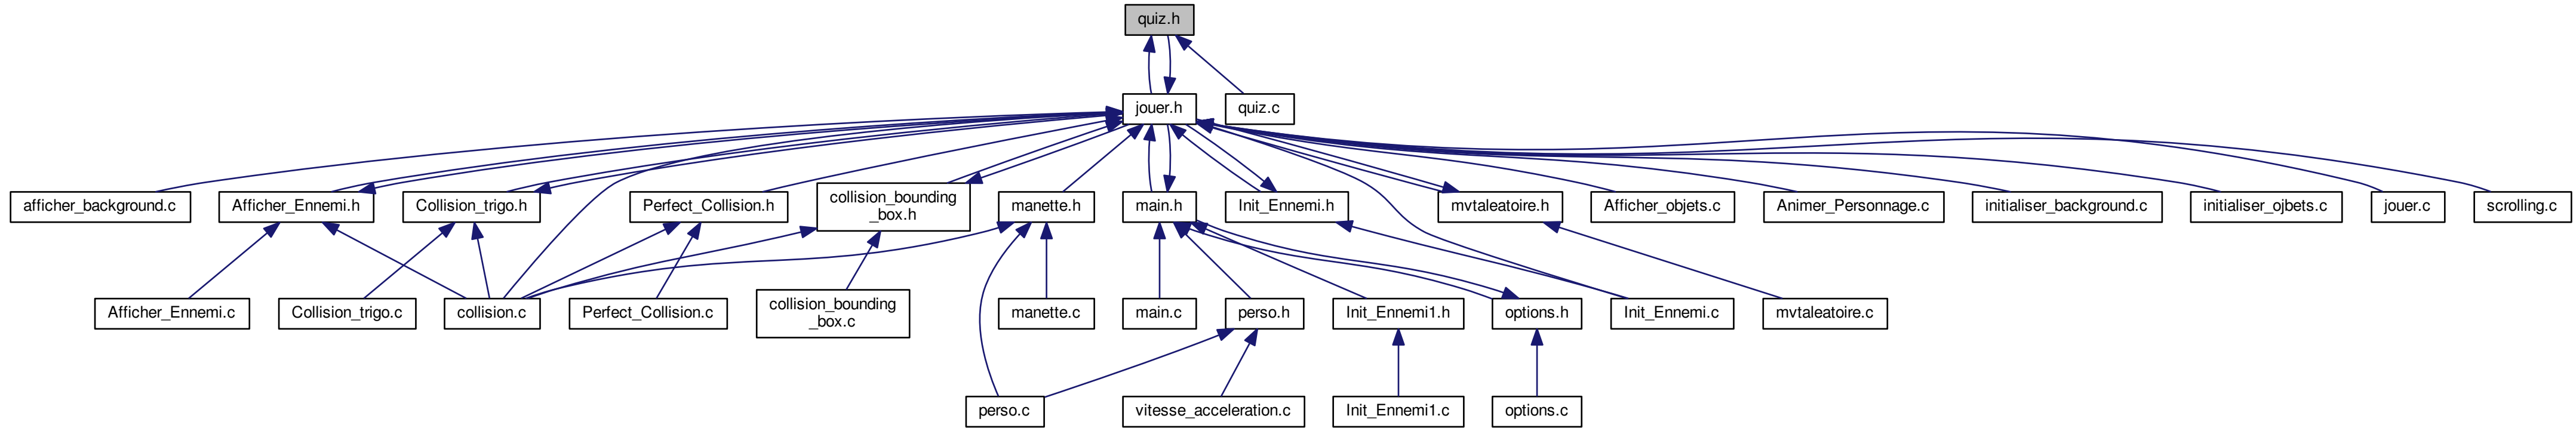 quiz.h
jouer.h
quiz.c
afficher_background.c
Afficher_Ennemi.h
Collision_trigo.h
Perfect_Collision.h
collision_bounding
_box.h
manette.h
main.h
Init_Ennemi.h
mvtaleatoire.h
Afficher_objets.c
Animer_Personnage.c
initialiser_background.c
initialiser_ojbets.c
jouer.c
scrolling.c
Afficher_Ennemi.c
Collision_trigo.c
collision.c
Perfect_Collision.c
collision_bounding
_box.c
manette.c
main.c
perso.h
Init_Ennemi1.h
options.h
Init_Ennemi.c
mvtaleatoire.c
perso.c
vitesse_acceleration.c
Init_Ennemi1.c
options.c